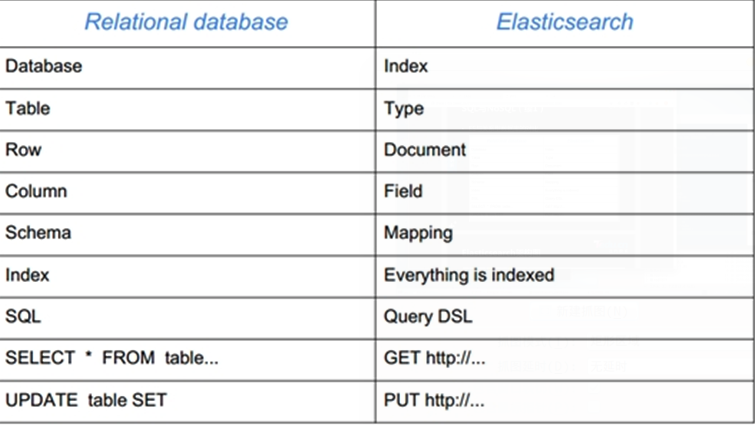 Relational database Elasticsearch
Database Index
Table Type
Row Document
Column Field
Schema Mapping
Index Everything is indexed
SQL Query DSL
SELECT * FROM table... GET http://...
UPDATE table SET PUT http://...